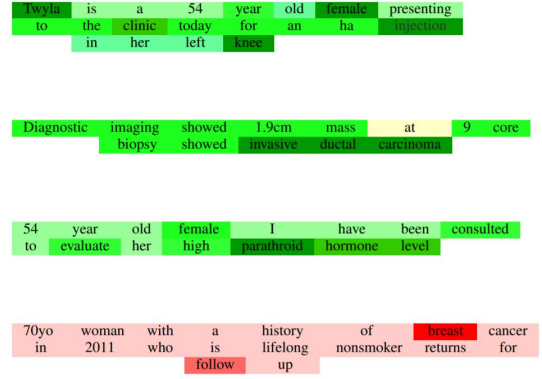 Twyla is a 54 year old female presenting
to the clinic today for an ha injection
in her left knee
Diagnostic imaging showed 1.9cm mass at 9 core
biopsy showed invasive ductal carcinoma
54 year old female I have been consulted
to evaluate her high parathroid hormone level
70yo woman with a history of breast cancer
in 2011 who is lifelong nonsmoker returns for
follow up